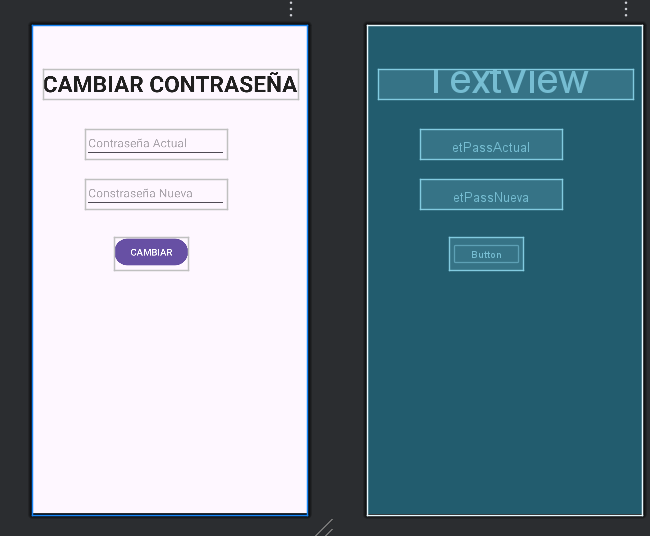 CAMBIAR CONTRASEÑA
Contraseña Actual
Constraseña Nueva
CAMBIAR
TextView
etPassActual
etPassNueva
Button